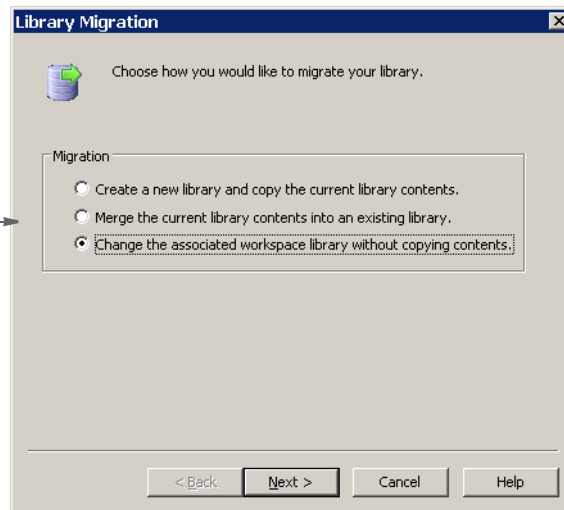 Library Migration
Choose how you would like to migrate your library.
Migration
Create a new library and copy the current library contents.
Merge the current library contents into an existing library.
Change the associated workspace library without copying contents.
< Back Next > Cancel Help